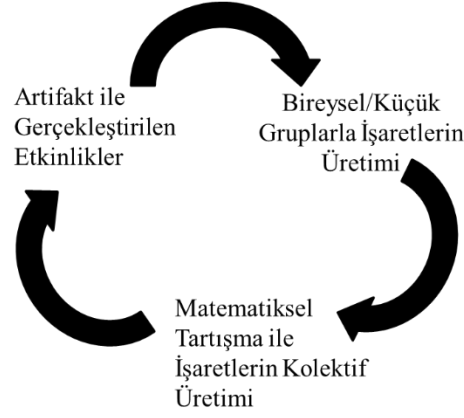 Artifakt ile
Gerçekleştirilen
Etkinlikler
Bireysel/Küçük
Gruplarla İşaretlerin
Üretimi
Matematiksel
Tartışma ile
İşaretlerin Kolektif
Üretimi